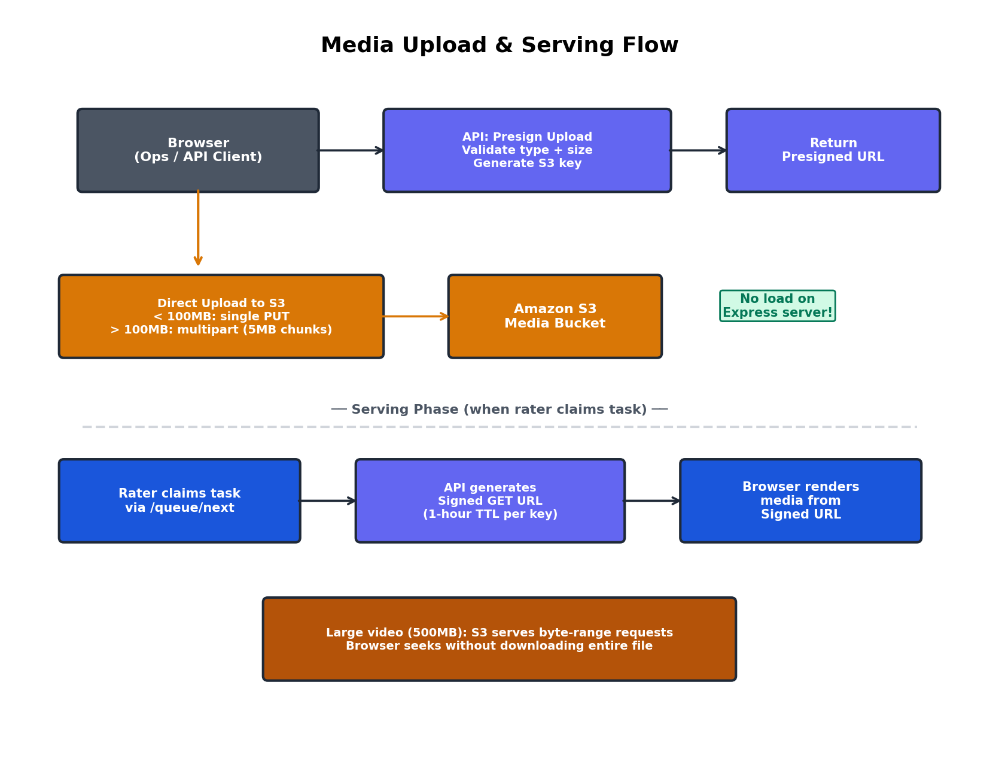 Media Upload & Serving Flow
Browser
(Ops / API Client)
API: Presign Upload
Validate type + size
Generate S3 key
Return
Presigned URL
Direct Upload to S3
< 100MB: single PUT
> 100MB: multipart (5MB chunks)
Amazon S3
Media Bucket
No load on
Express server!
── Serving Phase (when rater claims task) ──
Rater claims task
via /queue/next
API generates
Signed GET URL
(1-hour TTL per key)
Browser renders
media from
Signed URL
Large video (500MB): S3 serves byte-range requests
Browser seeks without downloading entire file